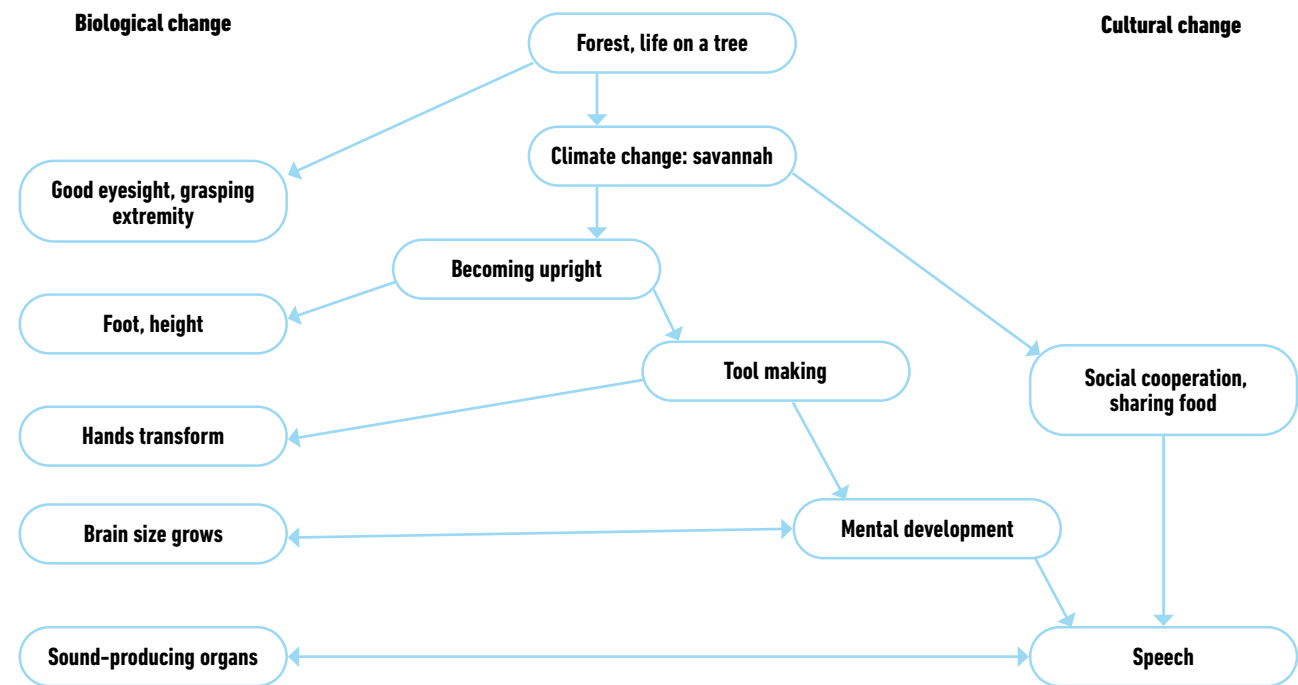 Biological change
Forest, life on a tree
Cultural change
Climate change: savannah
Good eyesight, grasping
extremity
Becoming upright
Foot, height
Tool making
Social cooperation,
sharing food
Hands transform
Brain size grows
Mental development
Sound-producing organs
Speech